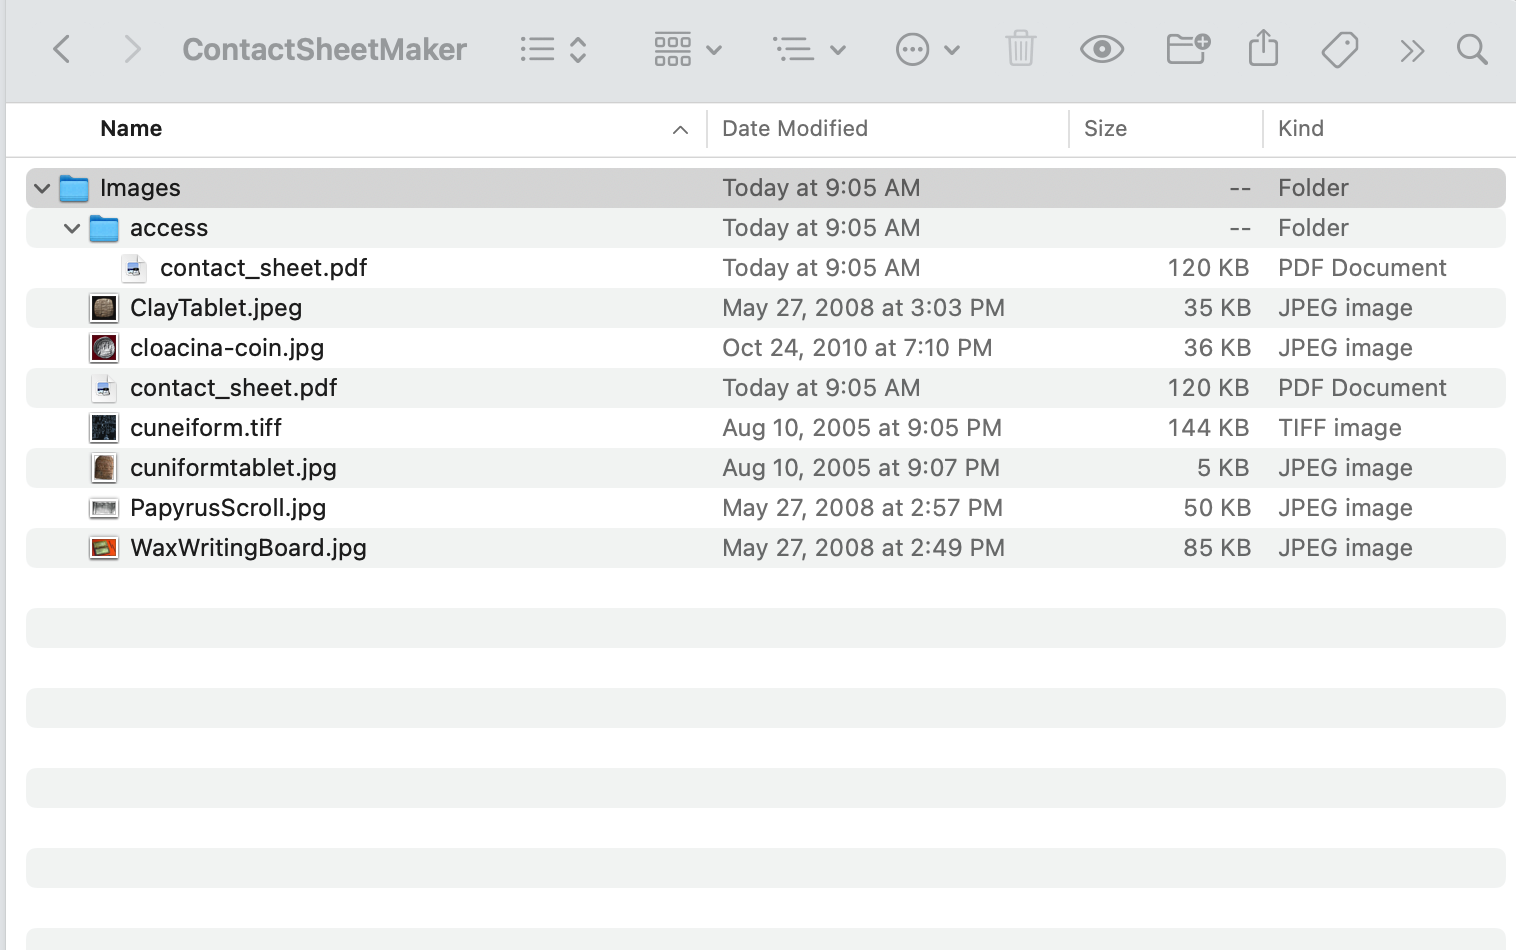 ContactSheetMaker
Name Date Modified Size Kind
Images Today at 9:05 AM -- Folder
access Today at 9:05 AM -- Folder
contact_sheet.pdf Today at 9:05 AM 120 KB PDF Document
ClayTablet.jpeg May 27, 2008 at 3:03 PM 35 KB JPEG image
cloacina-coin.jpg Oct 24, 2010 at 7:10 PM 36 KB JPEG image
contact_sheet.pdf Today at 9:05 AM 120 KB PDF Document
cuneiform.tiff Aug 10, 2005 at 9:05 PM 144 KB TIFF image
cuniformtablet.jpg Aug 10, 2005 at 9:07 PM 5 KB JPEG image
PapyrusScroll.jpg May 27, 2008 at 2:57 PM 50 KB JPEG image
WaxWritingBoard.jpg May 27, 2008 at 2:49 PM 85 KB JPEG image